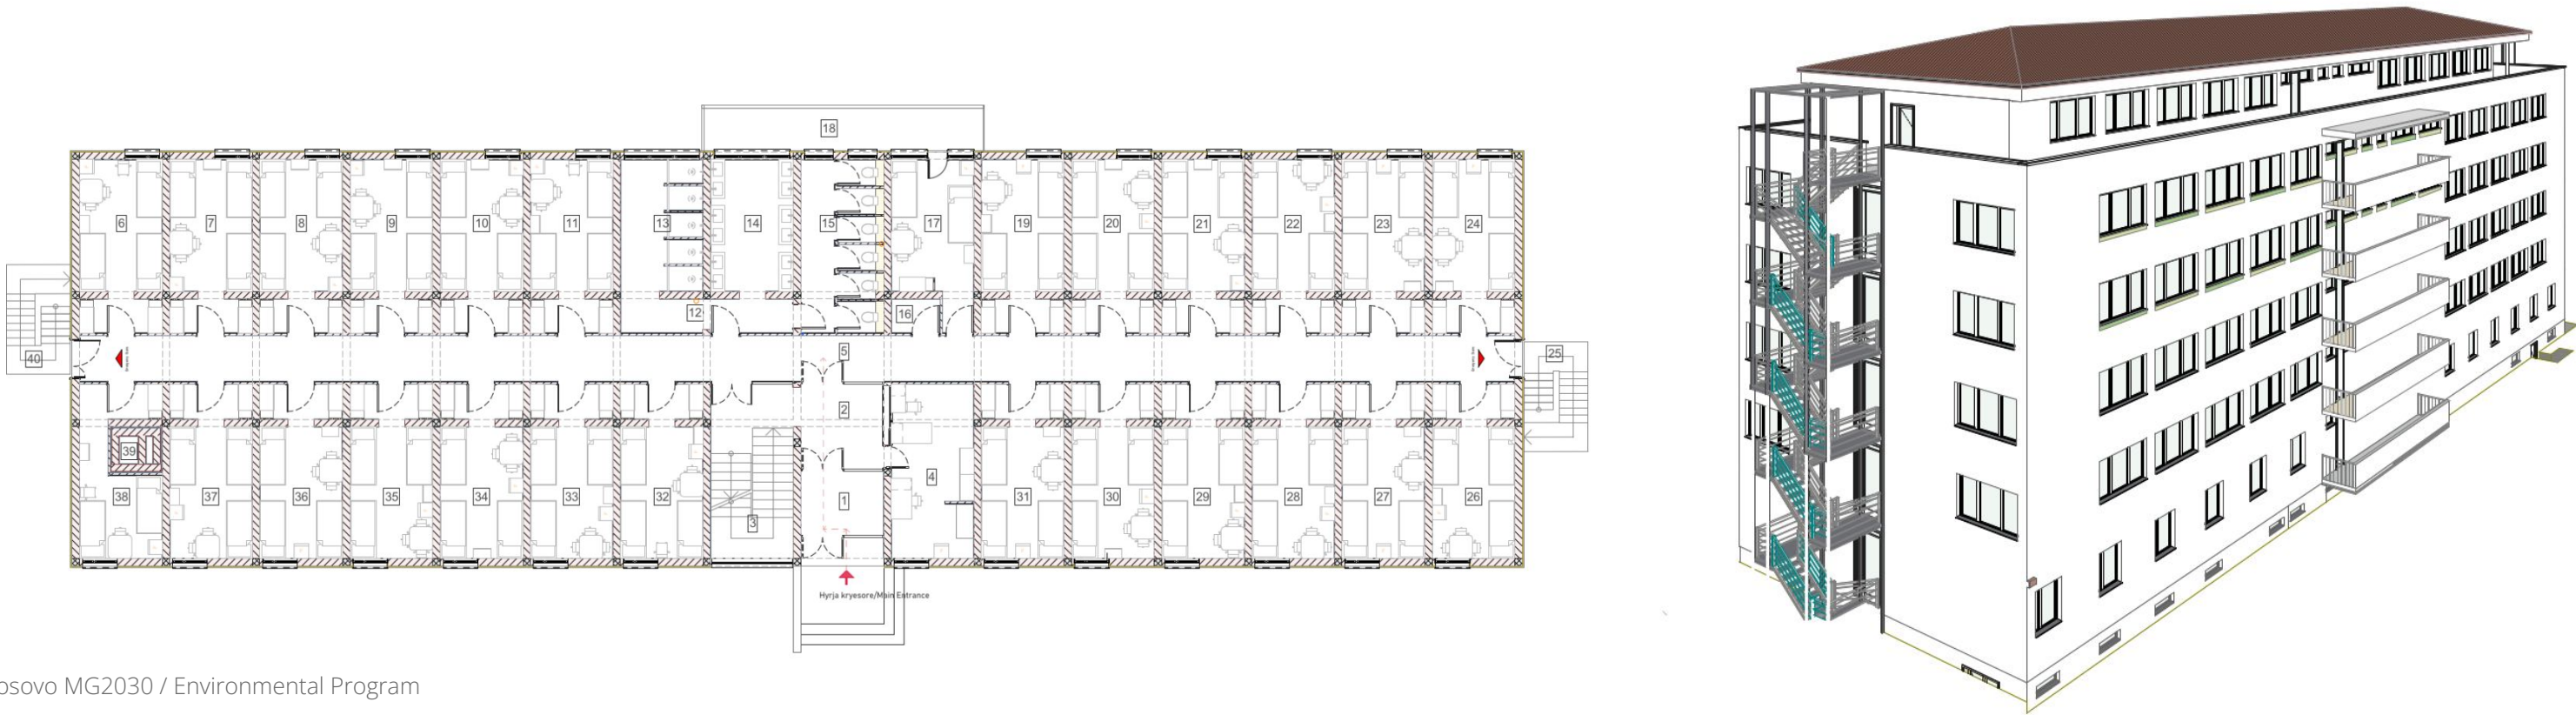 18
6 7 8 9 10 11 13 14 15 17 19 20 21 22 23 24
12 16
40 5 25
2
39
38 37 36 35 34 33 32 3 1 4 31 30 29 28 27 26
Hyrja kryesore/Main Entrance
osovo MG2030 / Environmental Program